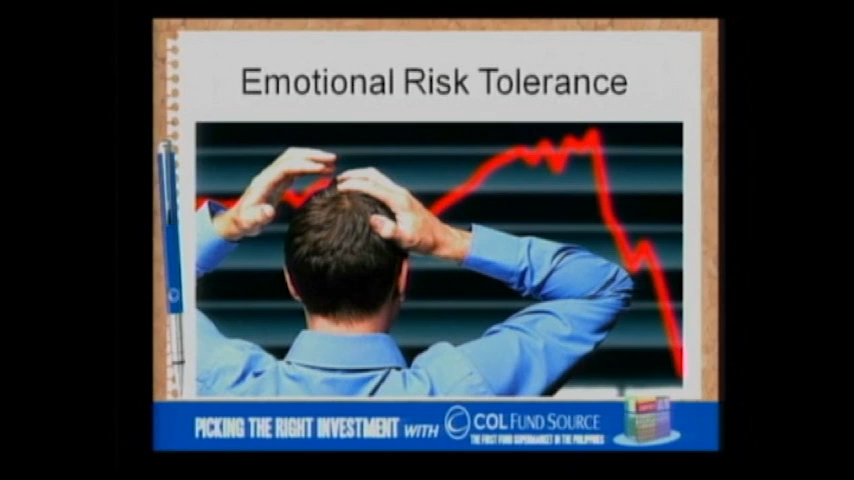 Emotional Risk Tolerance
PICKING THE RIGHT INVESTMENT WITH
COL FUND SOURCE
THE FIRST FUND SUPERMARKET IN THE PHILIPPINES